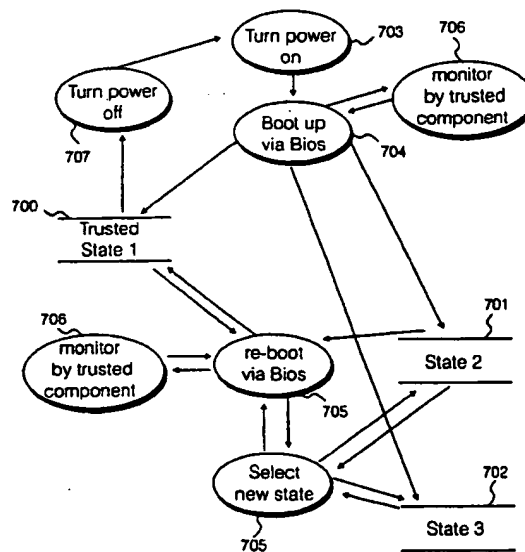 Turn power
on
703
706
monitor
by trusted
component
Turn power
off
707
Boot up
via Bios
704
700
Trusted
State 1
706
monitor
by trusted
component
re-boot
via Bios
705
701
State 2
Select
new state
705
702
State 3